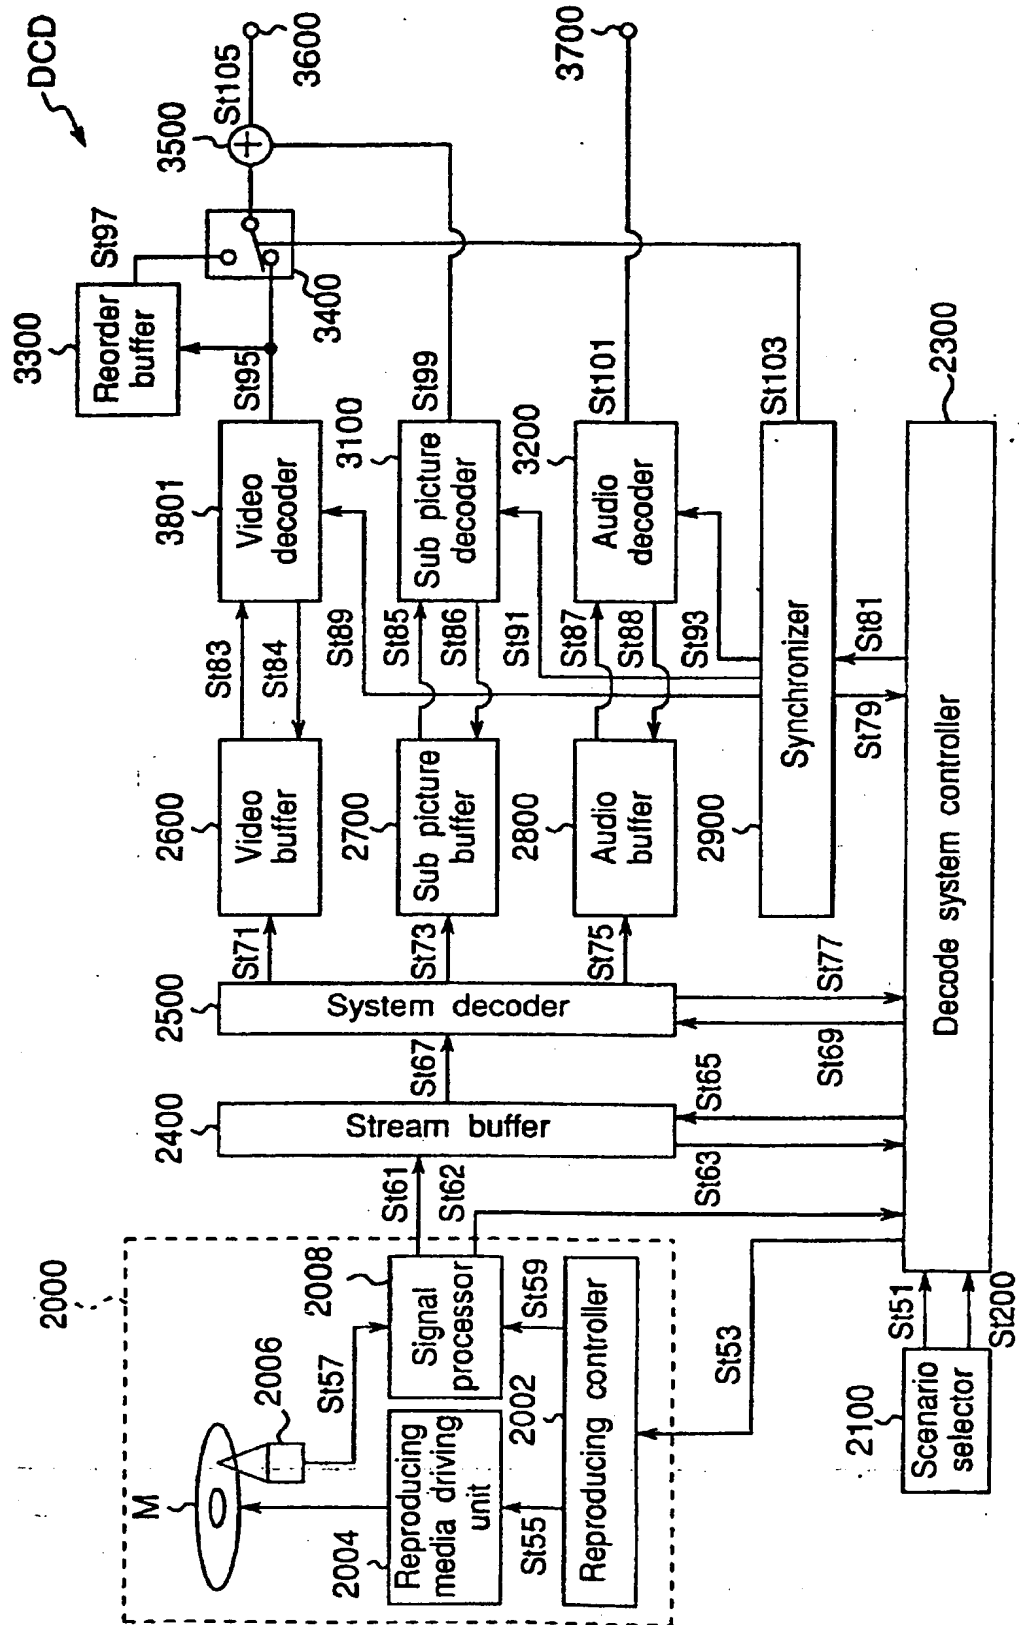 DCD
2000
M
2006
St57
2004
Reproducing
media driving
unit
2008
Signal
processor
St55
St59
2002
Reproducing controller
St53
2100
Scenario
selector
St51
St200
St61
St62
2400
Stream buffer
St63
St65
St67
2500
System decoder
St69
St77
St71
St73
St75
2600
Video
buffer
2700
Sub picture
buffer
2800
Audio
buffer
2900
Synchronizer
St79
St81
2300
Decode system controller
St83
St84
St89
St85
St86
St91
St87
St88
St93
3801
Video
decoder
3100
Sub picture
decoder
3200
Audio
decoder
St95
St99
St101
St103
3300
Reorder
buffer
St97
3400
3500
St105
3600
3700